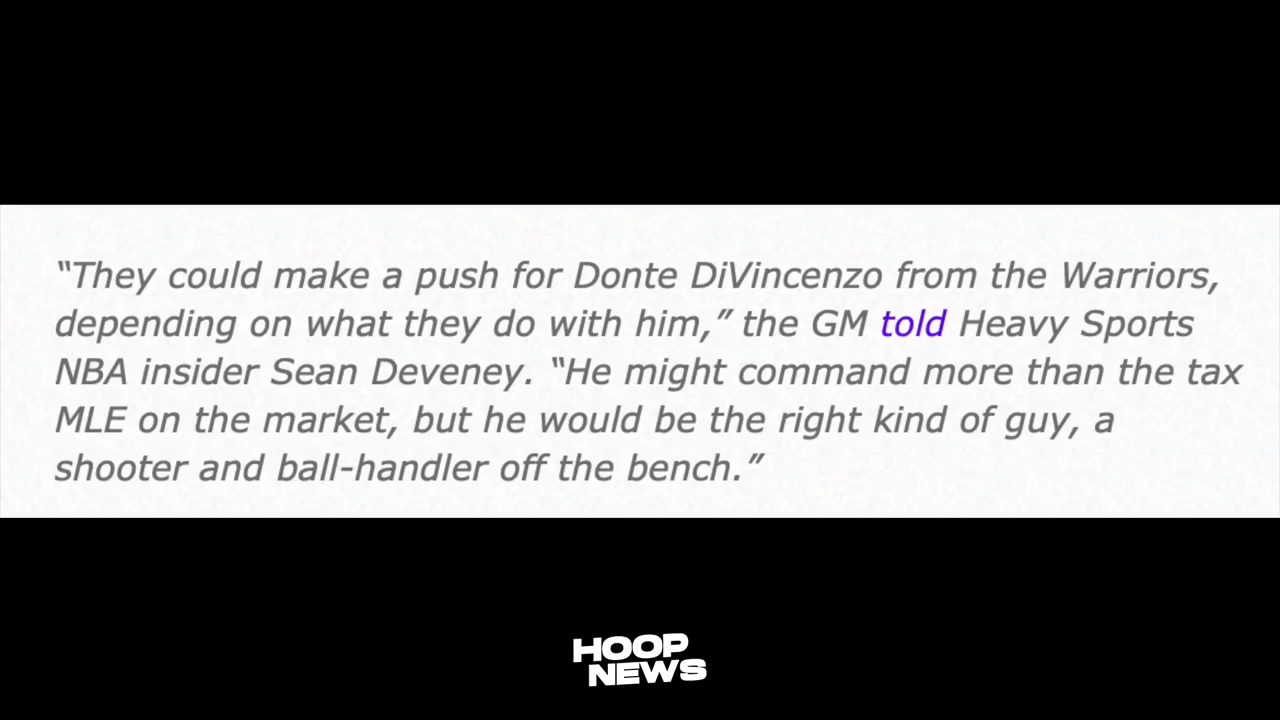 “They could make a push for Donte DiVincenzo from the Warriors,
depending on what they do with him,” the GM told Heavy Sports
NBA insider Sean Deveney. “He might command more than the tax
MLE on the market, but he would be the right kind of guy, a
shooter and ball-handler off the bench.”
HOOP
NEWS